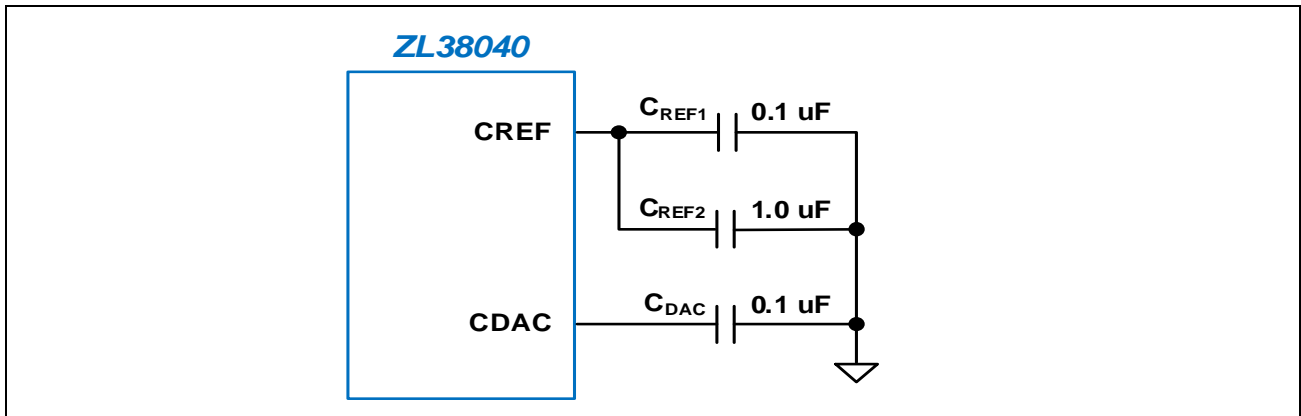 ZL38040
CREF
CREF1 0.1 uF
CREF2 1.0 uF
CDAC
CDAC 0.1 uF